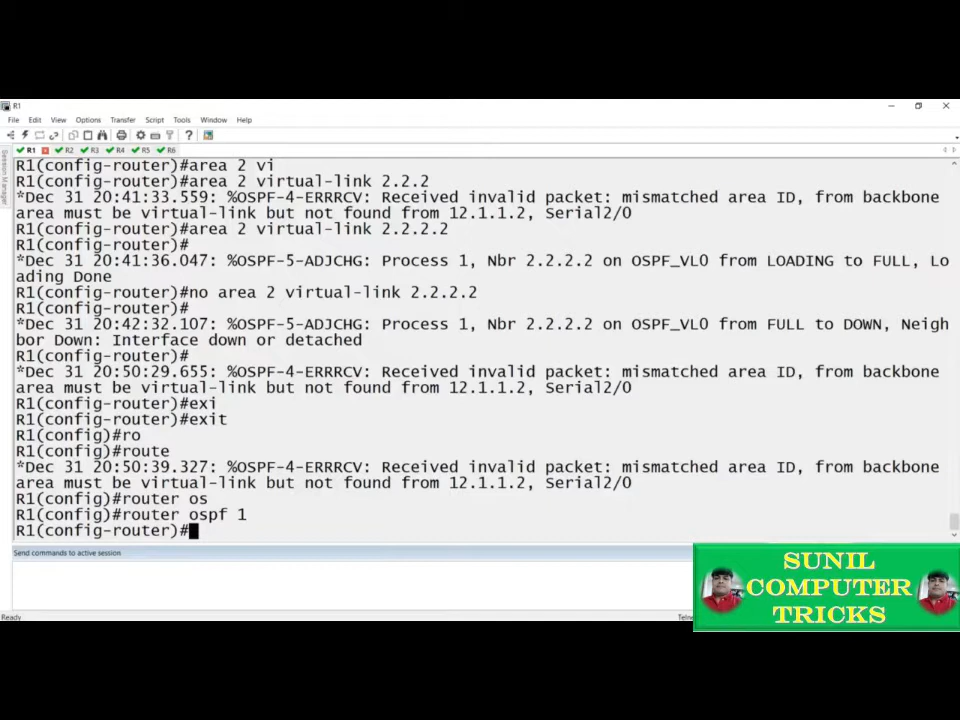 R1
File Edit View Options Transfer Script Tools Window Help
R1 R2 R3 R4 R5 R6
Session Manager
R1(config-router)#area 2 vi
R1(config-router)#area 2 virtual-link 2.2.2
*Dec 31 20:41:33.559: %OSPF-4-ERRRCV: Received invalid packet: mismatched area ID, from backbone
area must be virtual-link but not found from 12.1.1.2, Serial2/0
R1(config-router)#area 2 virtual-link 2.2.2.2
R1(config-router)#
*Dec 31 20:41:36.047: %OSPF-5-ADJCHG: Process 1, Nbr 2.2.2.2 on OSPF_VL0 from LOADING to FULL, Lo
ading Done
R1(config-router)#no area 2 virtual-link 2.2.2.2
R1(config-router)#
*Dec 31 20:42:32.107: %OSPF-5-ADJCHG: Process 1, Nbr 2.2.2.2 on OSPF_VL0 from FULL to DOWN, Neigh
bor Down: Interface down or detached
R1(config-router)#
*Dec 31 20:50:29.655: %OSPF-4-ERRRCV: Received invalid packet: mismatched area ID, from backbone
area must be virtual-link but not found from 12.1.1.2, Serial2/0
R1(config-router)#exi
R1(config-router)#exit
R1(config)#ro
R1(config)#route
*Dec 31 20:50:39.327: %OSPF-4-ERRRCV: Received invalid packet: mismatched area ID, from backbone
area must be virtual-link but not found from 12.1.1.2, Serial2/0
R1(config)#router os
R1(config)#router ospf 1
R1(config-router)#
Send commands to active session
Ready
SUNIL
COMPUTER
TRICKS